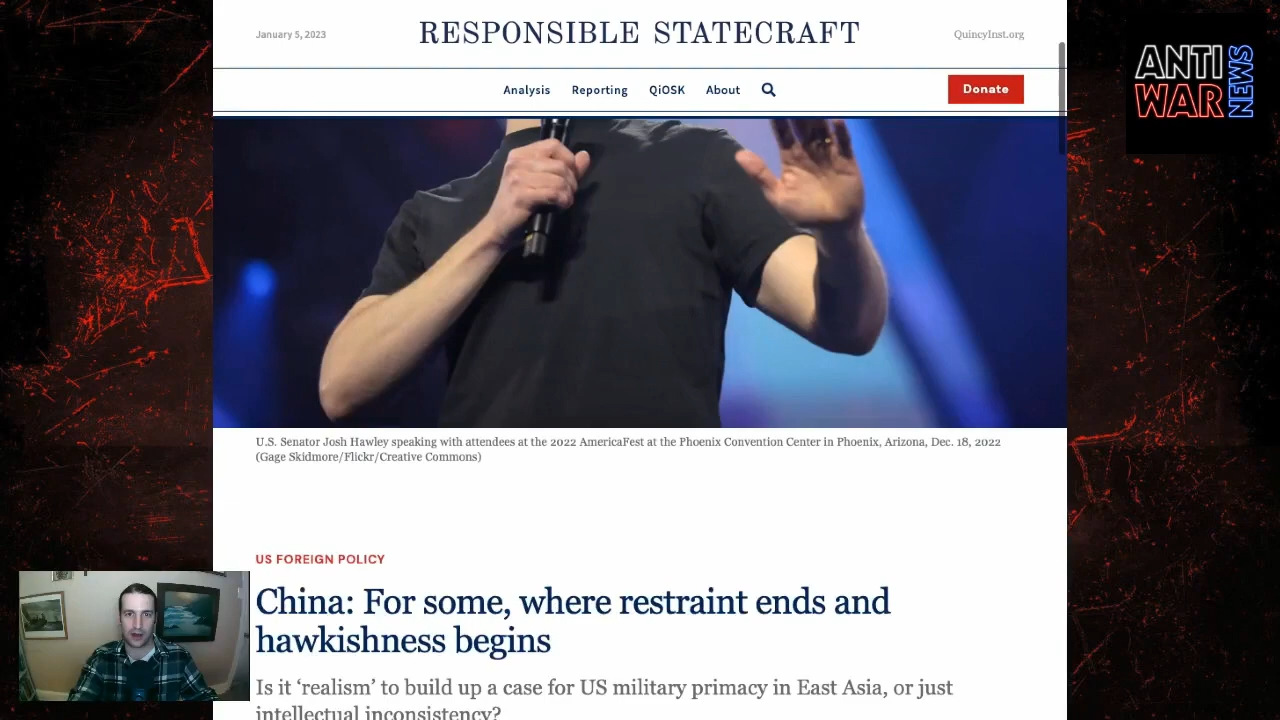 January 5, 2023
RESPONSIBLE STATECRAFT
QuincyInst.org
Analysis
Reporting
QiOSK
About
Donate
ANTI
WAR
NEWS
U.S. Senator Josh Hawley speaking with attendees at the 2022 AmericaFest at the Phoenix Convention Center in Phoenix, Arizona, Dec. 18, 2022
(Gage Skidmore/Flickr/Creative Commons)
US FOREIGN POLICY
China: For some, where restraint ends and
hawkishness begins
Is it ‘realism’ to build up a case for US military primacy in East Asia, or just
intellectual inconsistency?